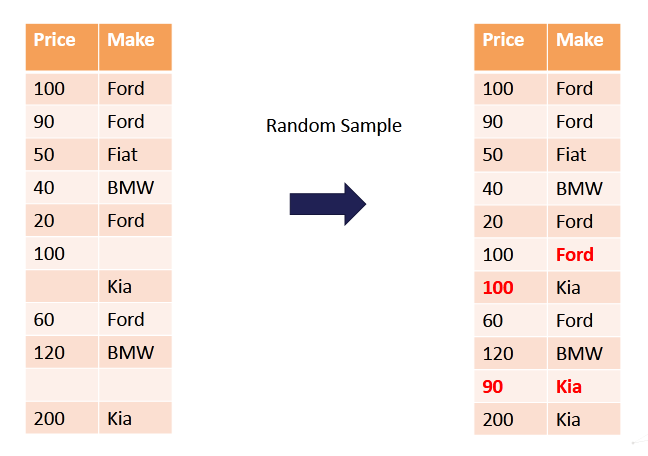 Price Make
100 Ford
90 Ford
50 Fiat
40 BMW
20 Ford
100
Kia
60 Ford
120 BMW
200 Kia
Random Sample
Price Make
100 Ford
90 Ford
50 Fiat
40 BMW
20 Ford
100 Ford
100 Kia
60 Ford
120 BMW
90 Kia
200 Kia